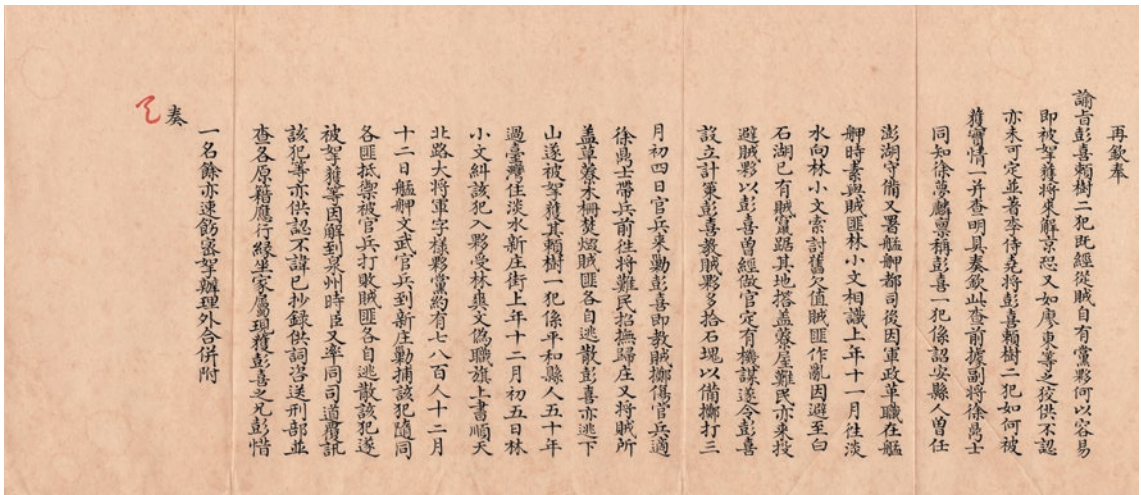 再欽奉
諭旨彭喜賴樹二犯既經從賊自有黨夥何以容易
即被拏獲將來解京恐又如廖東等之狡供不認
亦未可定並著李侍堯將彭喜賴樹二犯如何被
獲實情一并查明具奏欽此查前據副將徐鼎士
同知徐夢麟稟稱彭喜一犯係詔安縣人曾任
澎湖守備又署艋舺都司後因軍政革職在艋
舺時素與賊匪林小文相識上年十一月往淡
水向林小文索討舊欠值賊匪作亂因避至白
石湖已有賊竄踞其地搭盖藔屋難民亦來投
避賊夥以彭喜曾經做官定有機謀遂令彭喜
設立計策彭喜教賊夥多拾石塊以備擲打三
月初四日官兵來勦彭喜即教賊擲傷官兵適
徐鼎士帶兵前往將難民招撫歸庄又將賊所
盖草藔木柵焚燬賊匪各自逃散彭喜亦逃下
山遂被拏獲其賴樹一犯係平和縣人五十年
過臺灣住淡水新庄街上年十二月初五日林
小文糾該犯入夥受林爽文偽職旗上書順天
北路大將軍字樣夥黨約有七八百人十二月
十二日艋舺文武官兵到新庄勦捕該犯隨同
各匪抵禦被官兵打敗賊匪各自逃散該犯遂
被拏獲等因解到泉州時臣又率同司道覆訊
該犯等亦供認不諱已抄錄供詞咨送刑部並
查各原籍應行緣坐家屬現獲彭喜之兄彭惜
一名餘亦速飭密拏辦理外合併附
奏